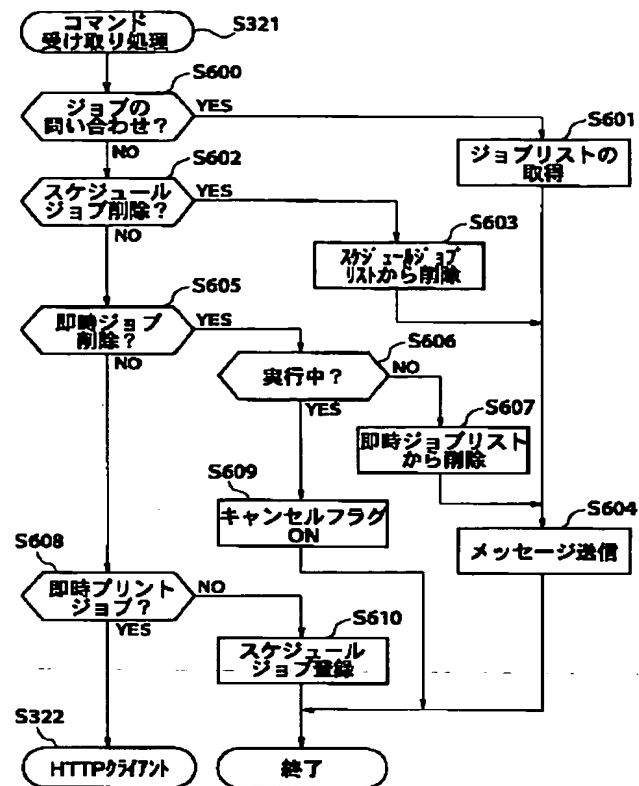 コマンド
受け取り処理
S321
S600
ジョブの
問い合わせ？
YES
NO
S601
ジョブリストの
取得
S602
スケジュール
ジョブ削除？
YES
NO
S603
スケジュールジョブ
リストから削除
S605
即時ジョブ
削除？
YES
NO
S606
実行中？
NO
YES
S607
即時ジョブリスト
から削除
S609
キャンセルフラグ
ON
S604
メッセージ送信
S608
即時プリント
ジョブ？
NO
YES
S610
スケジュール
ジョブ登録
S322
HTTPクライアント
終了